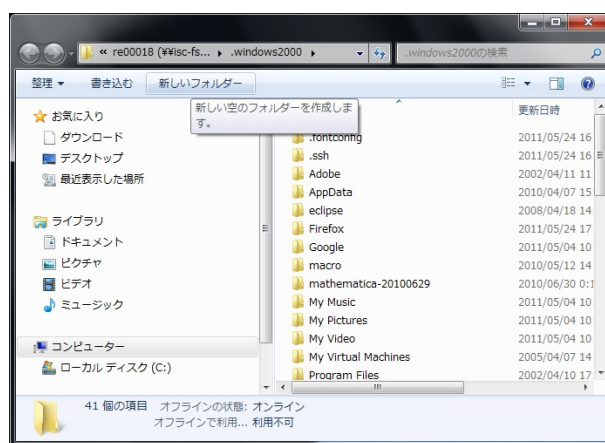 « re00018 (¥¥isc-fs... ▸ .windows2000 ▸
.windows2000の検索
整理 ▼ 書き込む 新しいフォルダー
新しい空のフォルダーを作成しま
す。
更新日時
お気に入り
ダウンロード
デスクトップ
最近表示した場所
ライブラリ
ドキュメント
ピクチャ
ビデオ
ミュージック
コンピューター
ローカル ディスク (C:)
.fontconfig 2011/05/24 16
.ssh 2011/05/24 16
Adobe 2002/04/11 11
AppData 2010/04/07 15
eclipse 2008/04/18 14
Firefox 2011/05/24 17
Google 2011/05/04 10
macro 2010/05/12 14
mathematica-20100629 2010/06/30 0:1
My Music 2011/05/04 10
My Pictures 2011/05/04 10
My Video 2011/05/04 10
My Virtual Machines 2005/04/07 14
Program Files 2002/04/10 17
41 個の項目 オフラインの状態: オンライン
オフラインで利用... 利用不可